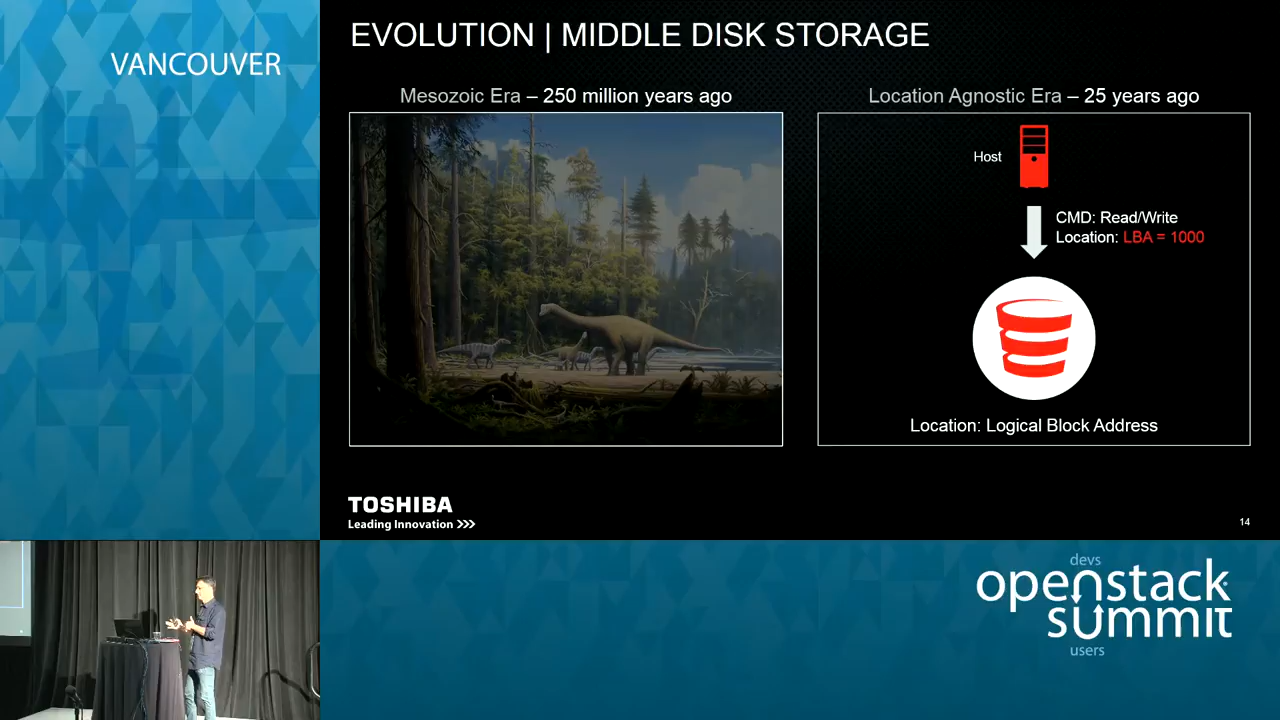 VANCOUVER
EVOLUTION | MIDDLE DISK STORAGE
Mesozoic Era – 250 million years ago
Location Agnostic Era – 25 years ago
Host
CMD: Read/Write
Location: LBA = 1000
Location: Logical Block Address
TOSHIBA
Leading Innovation >>>
14
devs
openstack
summit
users